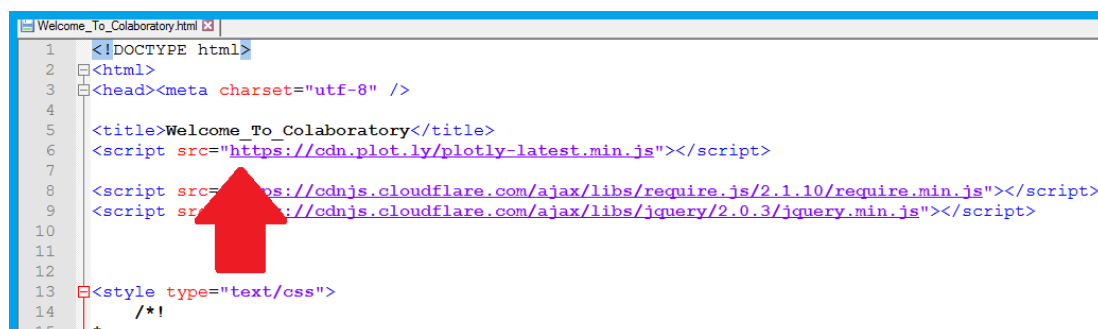 Welcome_To_Colaboratory.html
1 <!DOCTYPE html>
2 <html>
3 <head><meta charset="utf-8" />
4
5 <title>Welcome_To_Colaboratory</title>
6 <script src="https://cdn.plot.ly/plotly-latest.min.js"></script>
7
8 <script src= ps://cdnjs.cloudflare.com/ajax/libs/require.js/2.1.10/require.min.js"></script>
9 <script sr ://cdnjs.cloudflare.com/ajax/libs/jquery/2.0.3/jquery.min.js"></script>
10
11
12
13 <style type="text/css">
14 /*!